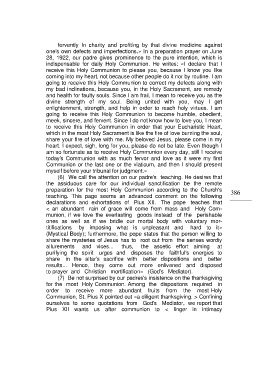 fervently in charity and profiting by that divine medicine against
one's own defects and imperfections.» In a preparation prayer on June
28, 1922, our padre gives prominence to the pure intention, which is
indispensable for daily Holy Communion. He writes: «I declare that I
receive this Holy Communion to please you, because I know you like
coming into my heart, not because other people do it nor by routine. I am
going to receive this Holy Communion to correct my defects along with
my bad inclinations, because you, in the Holy Sacrament, are remedy
and health for faulty souls. Since I am frail, I mean to receive you as the
divine strength of my soul. Being united with you, may I get
enlightenment, strength, and help in order to reach holy virtues. I am
going to receive this Holy Communion to become humble, obedient,
meek, sincere, and fervent. Since I do not know how to love you, I mean
to receive this Holy Communion in order that your Eucharistic Heart,
which in the most Holy Sacrament is like the fire of love burning the soul,
share your fire of love with me. My beloved Jesus, please come in my
heart. I expect, sigh, long for you, please do not be late. Even though I
am so fortunate as to receive Holy Communion every day, still I receive
today's Communion with as much fervor and love as it were my first
Communion or the last one or the viaticum, and then I should present
myself before your tribunal for judgment.»
(6) We call the attention on our padre's teaching. He desires that
the assiduous care for our individual sanctification be the remote
preparation for the most Holy Communion according to the Church's
teaching. This page seems an advanced comment on the following
declarations and exhortations of Pius XII. The pope teaches that
« an abundant rain of grace will come from mass and Holy Com-
munion, if we love the everlasting goods instead of the perishable
ones as well as if we bridle our mortal body with voluntary mor-
tifications by imposing what is unpleasant and hard to it»
(Mystical Body); furthermore, the pope states that the person willing to
share the mysteries of Jesus has to root out from the senses wordly
allurements and vices... thus, the ascetic effort aiming at
purifying the spirit urges and disposes the faithful's energies to
share in the altar's sacrifice with better dispositions and better
results... Hence, they come out more enlivened and disposed
to prayer and Christian mortification» (God's Mediator).
(7) Be not surprised by our padre's insistence on the thanksgiving
for the most Holy Communion. Among the dispositions required in
order to receive more abundant fruits from the most Holy
Communion, St. Pius X pointed out «a diligent thanksgiving. » Confining
ourselves to some quotations from God's Mediator, we report that
Pius XII wants us after communion to « linger in intimacy
386